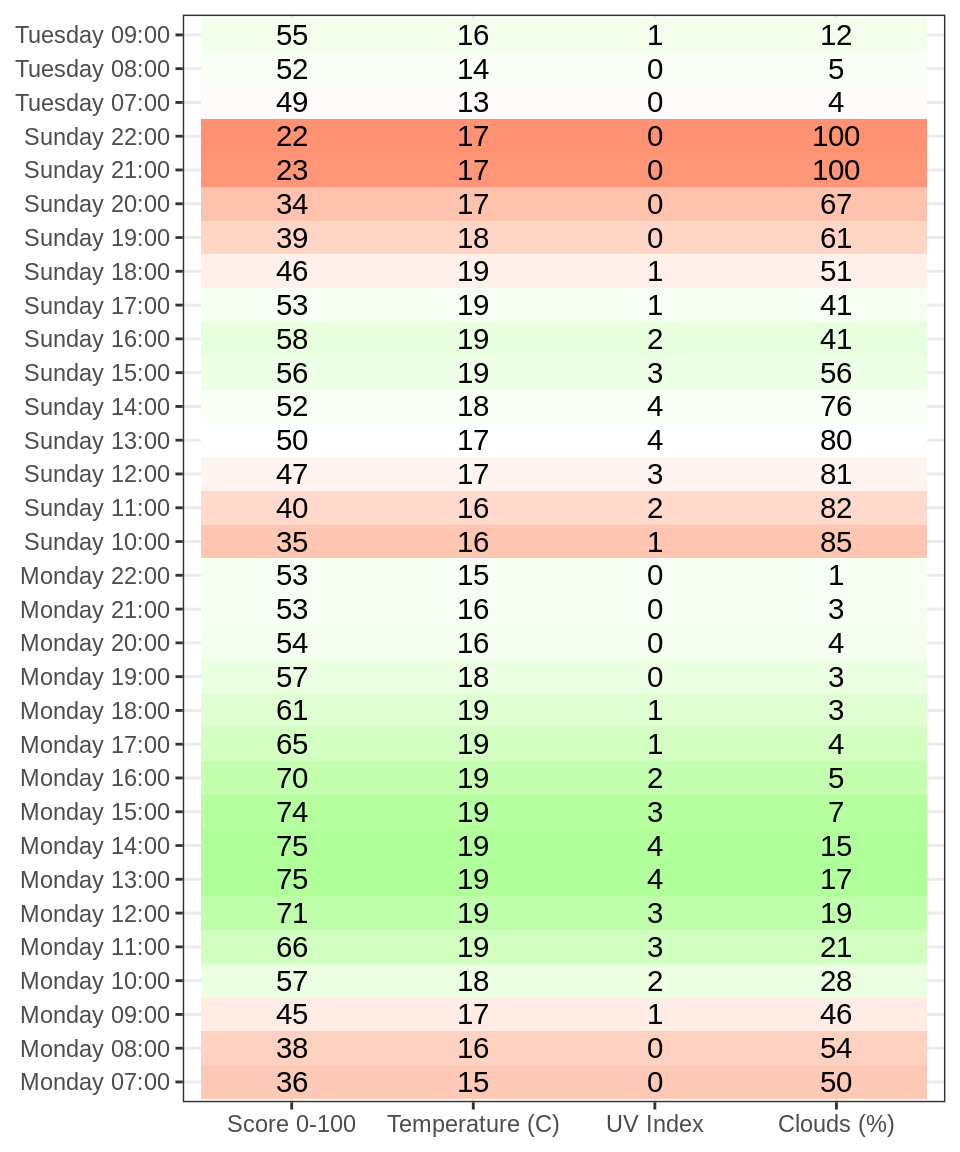 Tuesday 09:00 55 16 1 12
Tuesday 08:00 52 14 0 5
Tuesday 07:00 49 13 0 4
Sunday 22:00 22 17 0 100
Sunday 21:00 23 17 0 100
Sunday 20:00 34 17 0 67
Sunday 19:00 39 18 0 61
Sunday 18:00 46 19 1 51
Sunday 17:00 53 19 1 41
Sunday 16:00 58 19 2 41
Sunday 15:00 56 19 3 56
Sunday 14:00 52 18 4 76
Sunday 13:00 50 17 4 80
Sunday 12:00 47 17 3 81
Sunday 11:00 40 16 2 82
Sunday 10:00 35 16 1 85
Monday 22:00 53 15 0 1
Monday 21:00 53 16 0 3
Monday 20:00 54 16 0 4
Monday 19:00 57 18 0 3
Monday 18:00 61 19 1 3
Monday 17:00 65 19 1 4
Monday 16:00 70 19 2 5
Monday 15:00 74 19 3 7
Monday 14:00 75 19 4 15
Monday 13:00 75 19 4 17
Monday 12:00 71 19 3 19
Monday 11:00 66 19 3 21
Monday 10:00 57 18 2 28
Monday 09:00 45 17 1 46
Monday 08:00 38 16 0 54
Monday 07:00 36 15 0 50
Score 0-100 Temperature (C) UV Index Clouds (%)